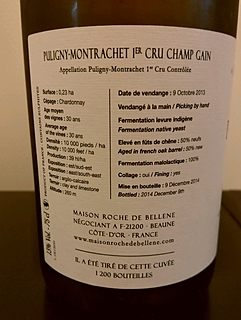 PULIGNY-MONTRACHET 1ER CRU CHAMP GAIN
Appellation Puligny-Montrachet 1er Cru Contrôlée
Surface : 0,23 ha
Cépage : Chardonnay
Age moyen
des vignes : 30 ans
Average age
of the vines : 30 ans
Densité : 10 000 pieds / ha
Density : 10 000 feet / ha
Production : 39 hl/ha
Exposition : est/sud-est
Exposition : east/south-east
Sol : argilo-calcaire
clay and limestone
Altitude
Date de vendange : 9 Octobre 2013
Vendangé à la main / Picking by hand
Fermentation levure indigène
Fermentation native yeast
Elevé en fûts de chêne : 50% neufs
Aged in french oak barrel : 50% new
Fermentation malolactique : 100%
Collage : oui / Fining : yes
Mise en bouteille : 9 Décembre 2014
Bottled : 2014 December 9th
MAISON ROCHE DE BELLENE
NÉGOCIANT A F-21200 - BEAUNE
CÔTE-D'OR - FRANCE
www.maisonrochedebellene.com
IL A ÉTÉ TIRÉ DE CETTE CUVÉE
1 200 BOUTEILLES